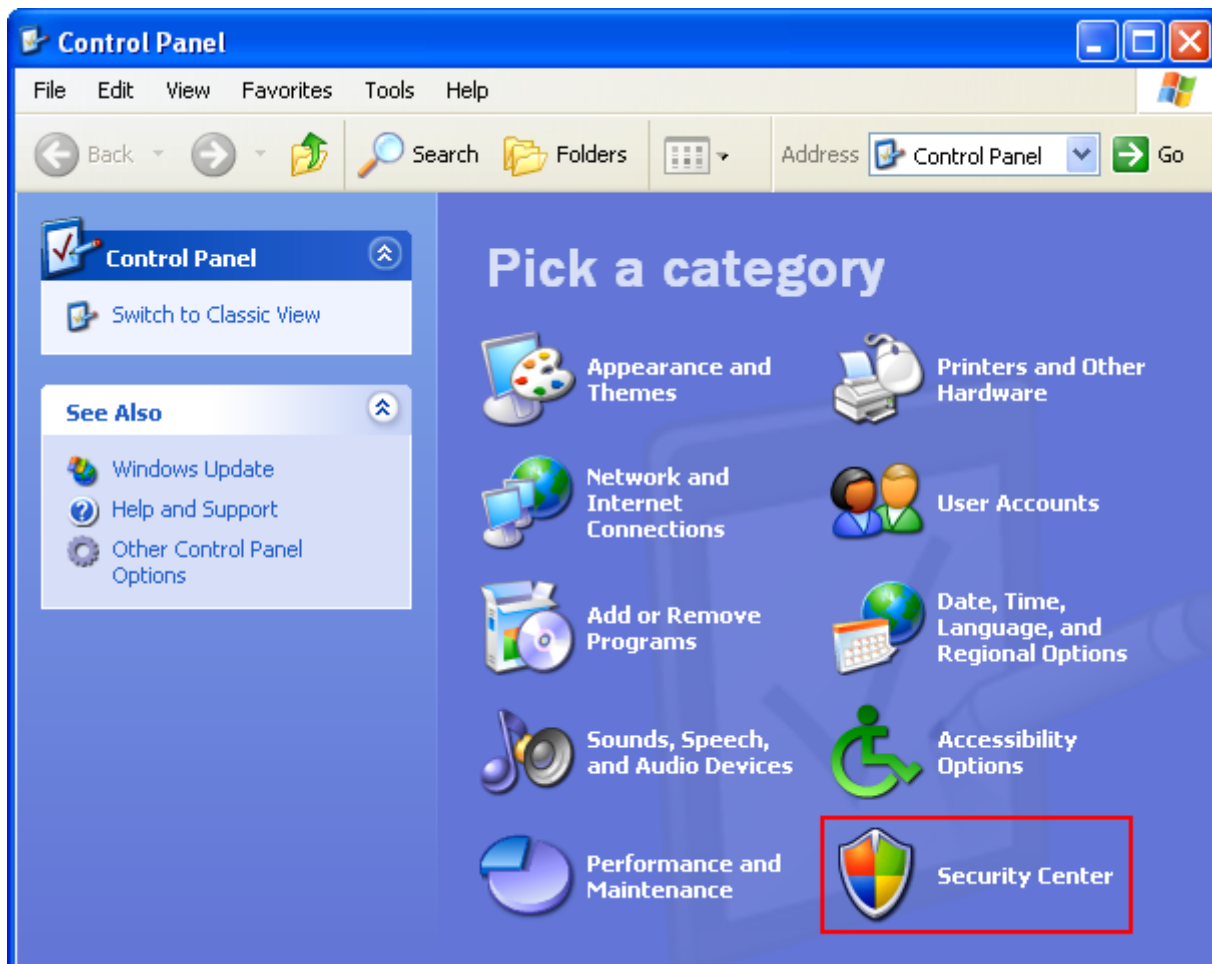 Control Panel
File Edit View Favorites Tools Help
Back Search Folders Address Control Panel Go
Control Panel
Switch to Classic View
See Also
Windows Update
Help and Support
Other Control Panel
Options
Pick a category
Appearance and
Themes
Printers and Other
Hardware
Network and
Internet
Connections
User Accounts
Add or Remove
Programs
Date, Time,
Language, and
Regional Options
Sounds, Speech,
and Audio Devices
Accessibility
Options
Performance and
Maintenance
Security Center